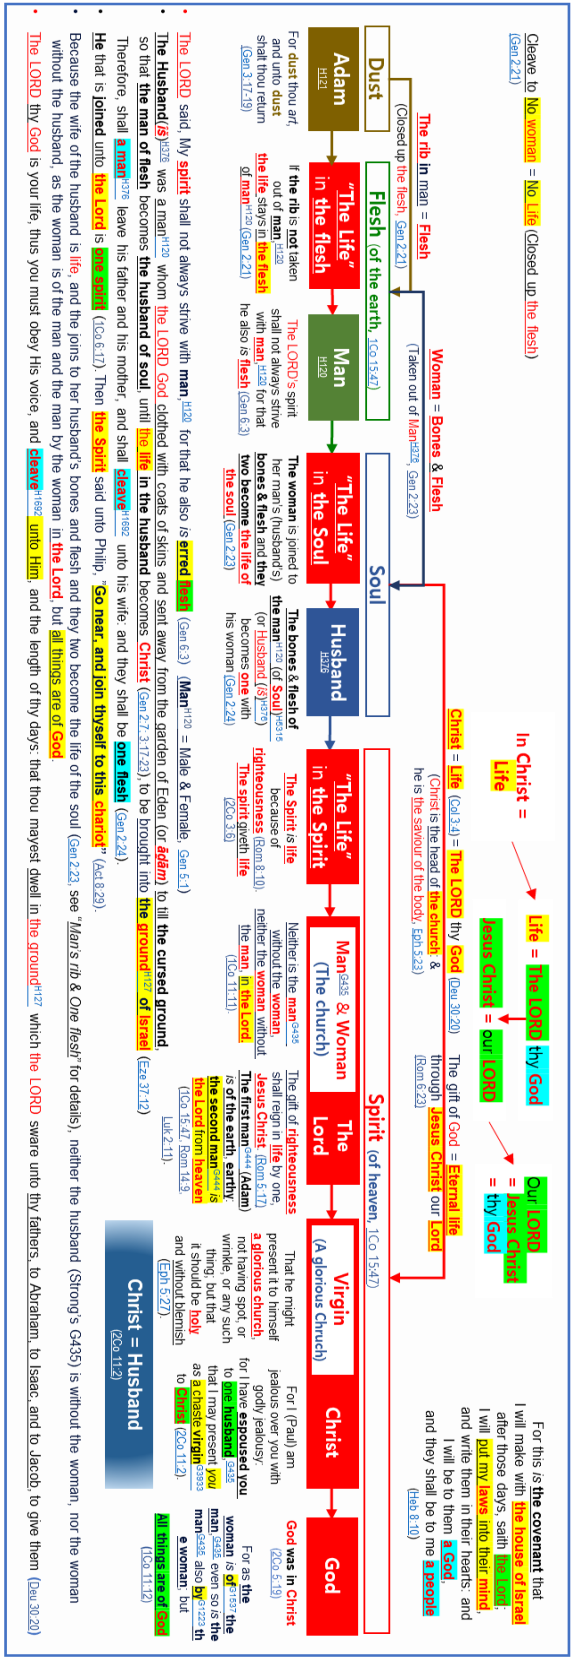 Cleave to No woman = No Life (Closed up the flesh)
(Gen 2:21)
The rib in man = Flesh
(Closed up the flesh, Gen 2:21)
Woman = Bones & Flesh
(Taken out of ManH376, Gen 2:23)
In Christ =
Life
Life = The LORD thy God
Jesus Christ = our LORD
Our LORD
= Jesus Christ
= thy God
Christ = Life (Col 3:4) = The LORD thy God (Deu 30:20)
(Christ is the head of the church &
he is the saviour of the body, Eph 5:23)
The gift of God = Eternal life
through Jesus Christ our Lord
(Rom 6:23)
For this is the covenant that
I will make with the house of Israel
after those days, saith the Lord;
I will put my laws into their mind,
and write them in their hearts: and
I will be to them a God,
and they shall be to me a people
(Heb 8:10)
Dust
Flesh (of the earth, 1Co 15:47)
Soul
Spirit (of heaven, 1Co 15:47)
Adam
H121
"The Life"
in the flesh
Man
H120
"The Life"
in the Soul
Husband
H376
"The Life"
in the Spirit
ManG435 & Woman
(The church)
The
Lord
Virgin
(A glorious Chruch)
Christ
God
For dust thou art,
and unto dust
shalt thou return
(Gen 3:17-19)
If the rib is not taken
out of man,H120
the life stays in the flesh
of manH120 (Gen 2:21)
The LORD's spirit
shall not always strive
with man,H120 for that
he also is flesh (Gen 6:3)
The woman is joined to
her man's (husband's)
bones & flesh and they
two become the life of
the soul (Gen 2:23)
The bones & flesh of
the manH120 (of Soul)H5315
(or Husband (iš)H376)
becomes one with
his woman (Gen 2:24)
The Spirit is life
because of
righteousness (Rom 8:10).
The spirit giveth life
(2Co 3:6)
Neither is the manG435
without the woman,
neither the woman without
the man, in the Lord.
(1Co 11:11).
The gift of righteousness
shall reign in life by one,
Jesus Christ. (Rom 5:17)
The first manG444 (Adam)
is of the earth, earthy:
the second manG444 is
the Lord from heaven
(1Co 15:47, Rom 14:9,
Luk 2:11).
That he might
present it to himself
a glorious church,
not having spot, or
wrinkle, or any such
thing; but that
it should be holy
and without blemish
(Eph 5:27).
For I (Paul) am
jealous over you with
godly jealousy:
for I have espoused you
to one husband,G435
that I may present you
as a chaste virginG3933
to Christ (2Co 11:2)
God was in Christ
(2Co 5:19)
For as the
woman is ofG1537 the
man,G435 even so is the
manG435 also byG1223 th
e woman; but
All things are of God
(1Co 11:12)
Christ = Husband
(2Co 11:2)
• The LORD said, My spirit shall not always strive with man,H120 for that he also is erred flesh (Gen 6:3) (ManH120 = Male & Female, Gen 5:1)
The Husband(iš)H376 was a manH120 whom the LORD God clothed with coats of skins and sent away from the garden of Eden (or ādām) to till the cursed ground,
so that the man of flesh becomes the husband of soul, until the life in the husband becomes Christ (Gen 2:7; 3:17-23), to be brought into the groundH127 of Israel (Eze 37:12)
Therefore, shall a manH376 leave his father and his mother, and shall cleaveH1692 unto his wife: and they shall be one flesh (Gen 2:24).
• He that is joined unto the Lord is one spirit (1Co 6:17). Then the Spirit said unto Philip, "Go near, and join thyself to this chariot" (Act 8:29).
• Because the wife of the husband is life, and the joins to her husband's bones and flesh and they two become the life of the soul (Gen 2:23, see "Man's rib & One flesh" for details), neither the husband (Strong's G435) is without the woman, nor the woman
without the husband, as the woman is of the man and the man by the woman in the Lord, but all things are of God.
• The LORD thy God is your life, thus you must obey His voice, and cleaveH1692 unto Him, and the length of thy days: that thou mayest dwell in the groundH127 which the LORD sware unto thy fathers, to Abraham, to Isaac, and to Jacob, to give them (Deu 30:20)